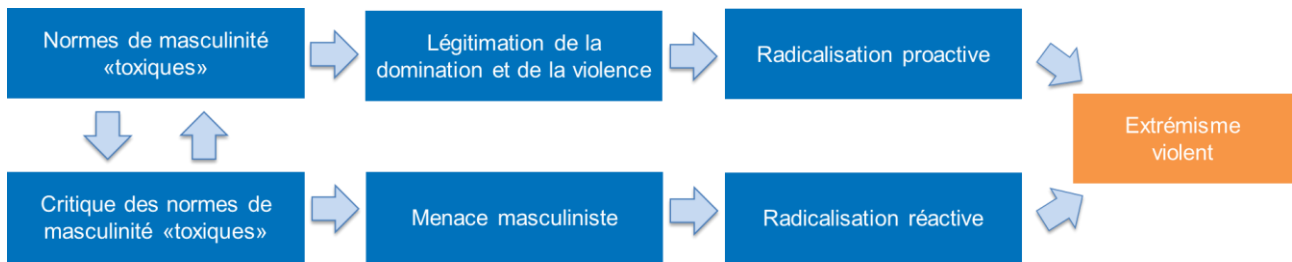 Normes de masculinité
«toxiques»
Légitimation de la
domination et de la violence
Radicalisation proactive
Extrémisme
violent
Critique des normes de
masculinité «toxiques»
Menace masculiniste
Radicalisation réactive